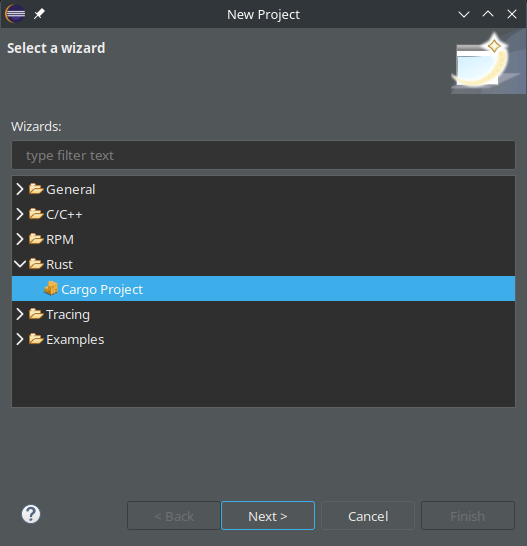 New Project
Select a wizard
Wizards:
type filter text
General
C/C++
RPM
Rust
Cargo Project
Tracing
Examples
?
< Back Next > Cancel Finish